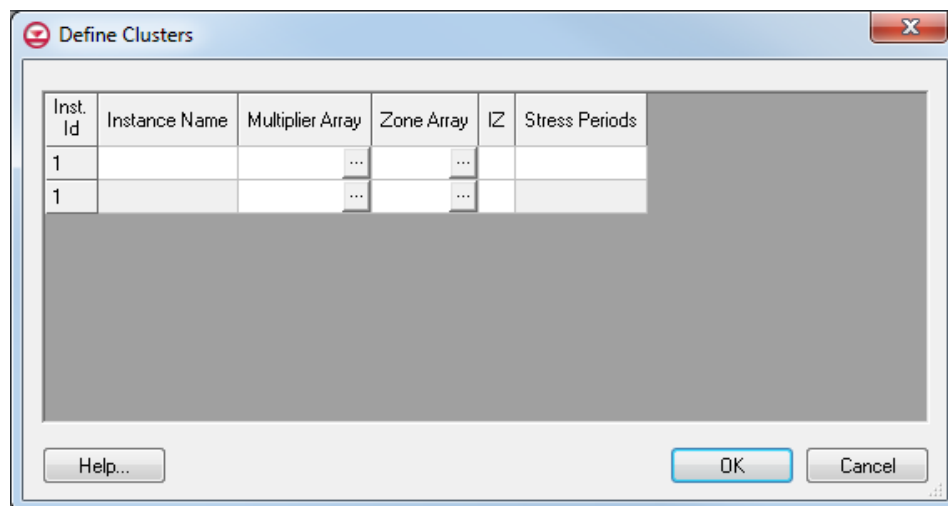 Define Clusters
Inst. Id Instance Name Multiplier Array Zone Array IZ Stress Periods
1 ... ...
1 ... ...
Help... OK Cancel